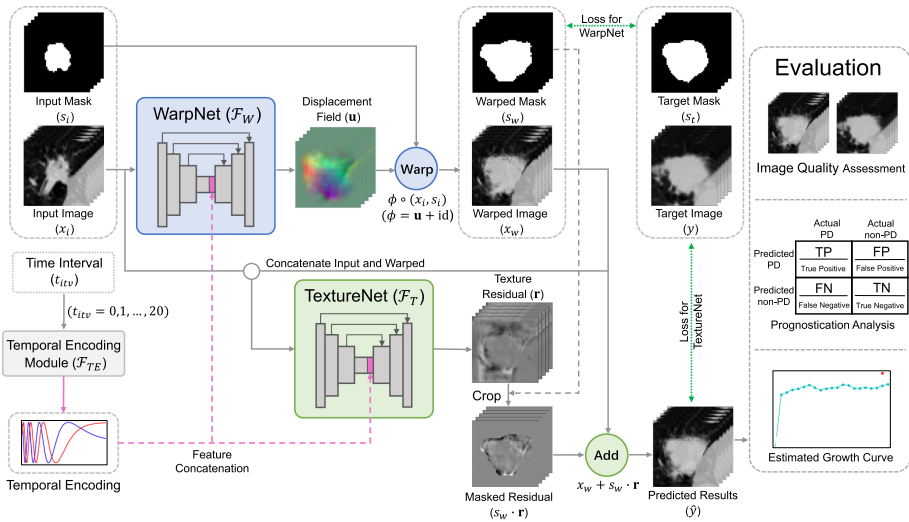 Input Mask
(s_i)
Input Image
(x_i)
Time Interval
(t_itv)
(t_itv = 0,1, ..., 20)
Temporal Encoding
Module (F_TE)
Temporal Encoding
WarpNet (F_W)
Displacement
Field (u)
Warp
ϕ ∘ (x_i, s_i)
(ϕ = u + id)
Concatenate Input and Warped
TextureNet (F_T)
Feature
Concatenation
Loss for
WarpNet
Warped Mask
(s_w)
Warped Image
(x_w)
Texture
Residual (r)
Crop
Masked Residual
(s_w · r)
Add
x_w + s_w · r
Target Mask
(s_t)
Target Image
(y)
Loss for
TextureNet
Predicted Results
(ŷ)
Evaluation
Image Quality Assessment
Actual
PD
Actual
non-PD
Predicted
PD
TP
True Positive
FP
False Positive
Predicted
non-PD
FN
False Negative
TN
True Negative
Prognostication Analysis
Estimated Growth Curve